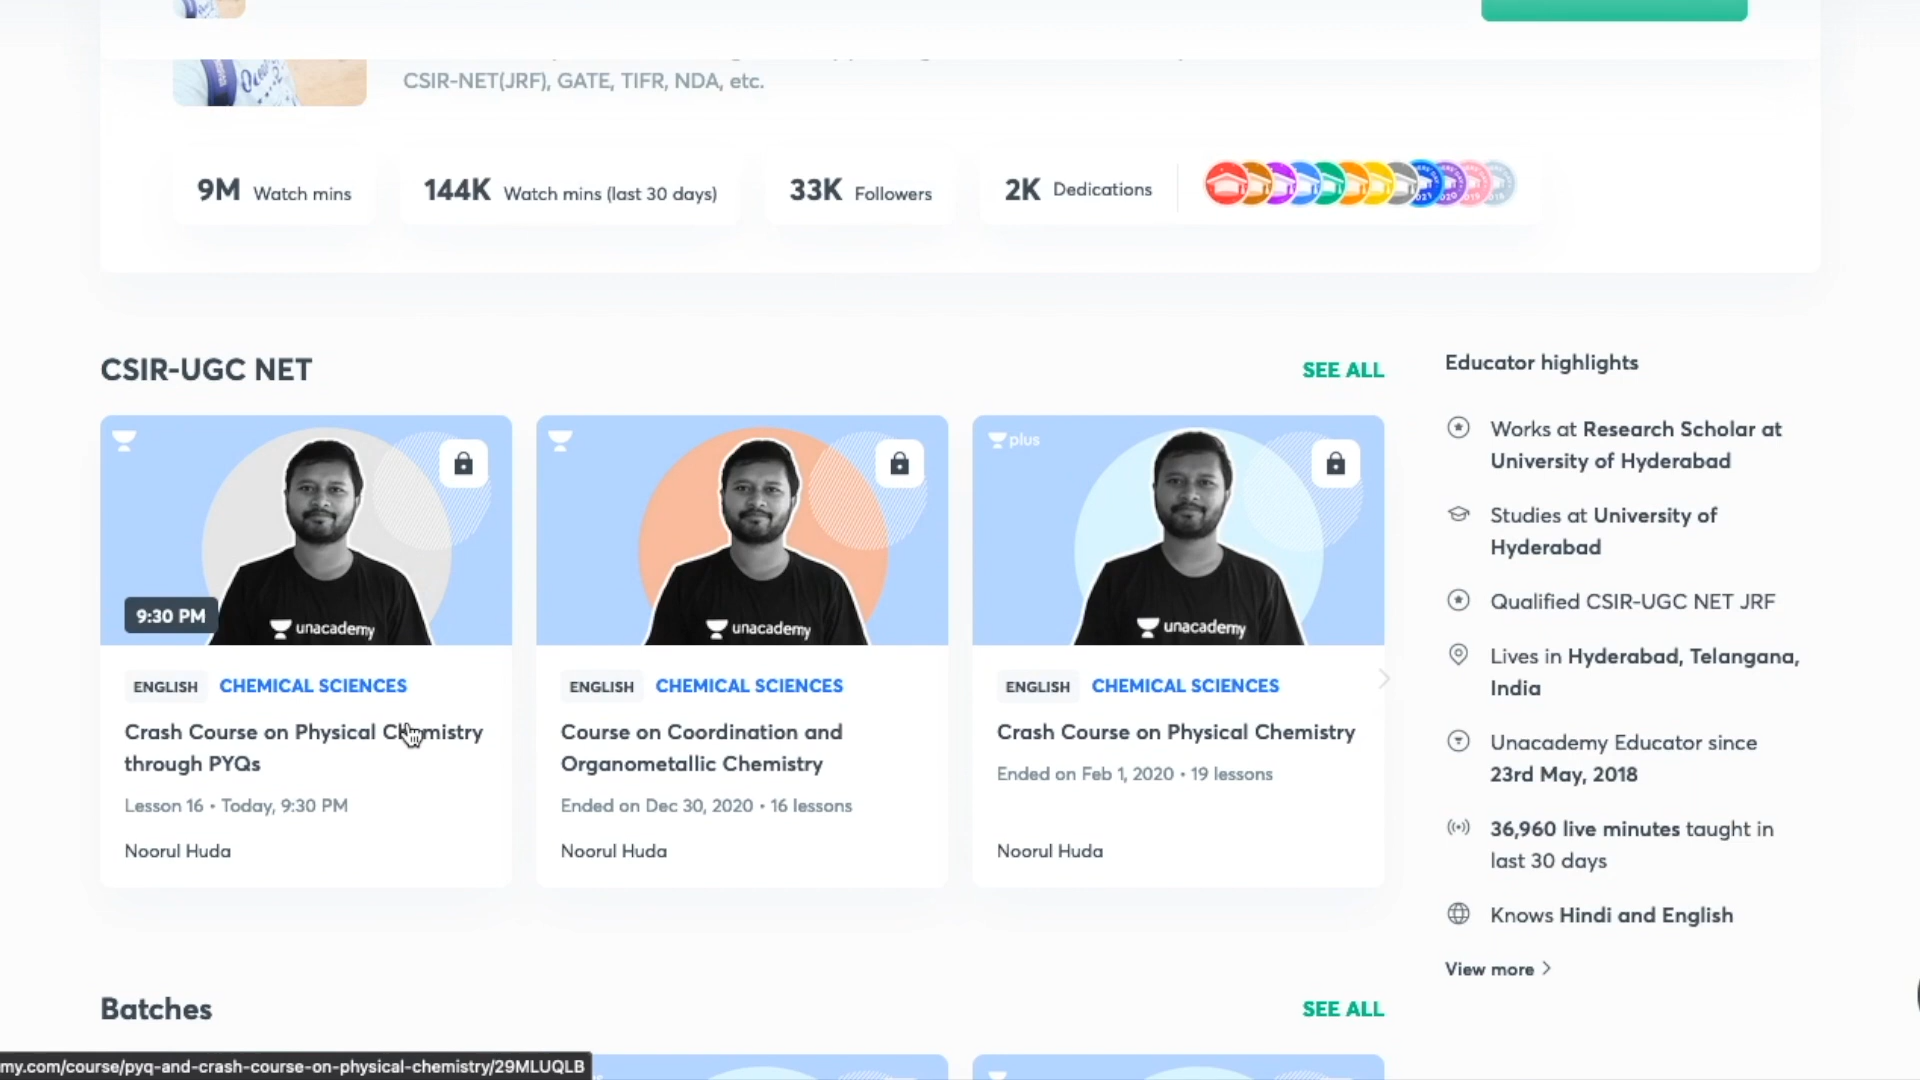 CSIR-NET(JRF), GATE, TIFR, NDA, etc.
9M Watch mins
144K Watch mins (last 30 days)
33K Followers
2K Dedications
CSIR-UGC NET
SEE ALL
9:30 PM
unacademy
ENGLISH CHEMICAL SCIENCES
Crash Course on Physical Chemistry
through PYQs
Lesson 16 • Today, 9:30 PM
Noorul Huda
unacademy
ENGLISH CHEMICAL SCIENCES
Course on Coordination and
Organometallic Chemistry
Ended on Dec 30, 2020 • 16 lessons
Noorul Huda
plus
unacademy
ENGLISH CHEMICAL SCIENCES
Crash Course on Physical Chemistry
Ended on Feb 1, 2020 • 19 lessons
Noorul Huda
Educator highlights
Works at Research Scholar at
University of Hyderabad
Studies at University of
Hyderabad
Qualified CSIR-UGC NET JRF
Lives in Hyderabad, Telangana,
India
Unacademy Educator since
23rd May, 2018
36,960 live minutes taught in
last 30 days
Knows Hindi and English
View more
Batches
SEE ALL
my.com/course/pyq-and-crash-course-on-physical-chemistry/29MLUQLB